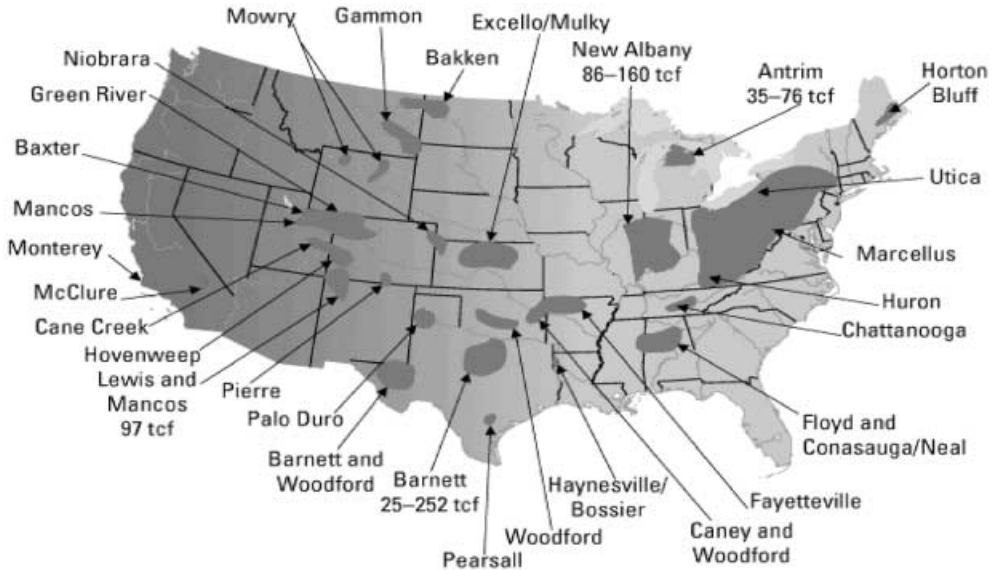 Mowry
Gammon
Excello/Mulky
Niobrara
Bakken
New Albany
86–160 tcf
Antrim
35–76 tcf
Horton
Bluff
Green River
Baxter
Utica
Mancos
Monterey
Marcellus
McClure
Huron
Cane Creek
Chattanooga
Hovenweep
Lewis and
Mancos
97 tcf
Pierre
Palo Duro
Barnett and
Woodford
Barnett
25–252 tcf
Pearsall
Woodford
Haynesville/
Bossier
Caney and
Woodford
Fayetteville
Floyd and
Conasauga/Neal